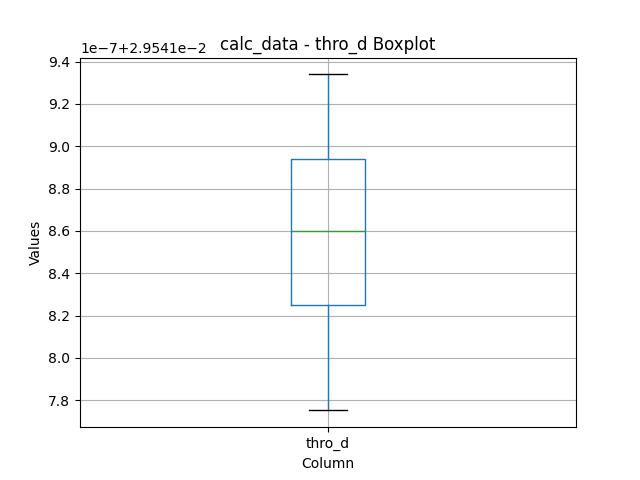 1e−7+2.9541e−2
calc_data - thro_d Boxplot
9.4
9.2
9.0
8.8
8.6
8.4
8.2
8.0
7.8
Values
thro_d
Column